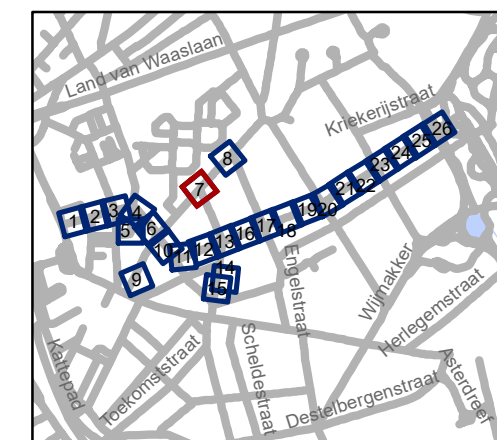 Land van Waaslaan
Kriekerijstraat
8
7
26
25
24
23
22
21
20
19
18
17
16
13
12
11
10
1
2
3
4
5
6
9
14
15
Engelstraat
Wijmakker
Herlegemstraat
Kattepad
Toekomststraat
Scheldestraat
Destelbergenstraat
Asterdreef